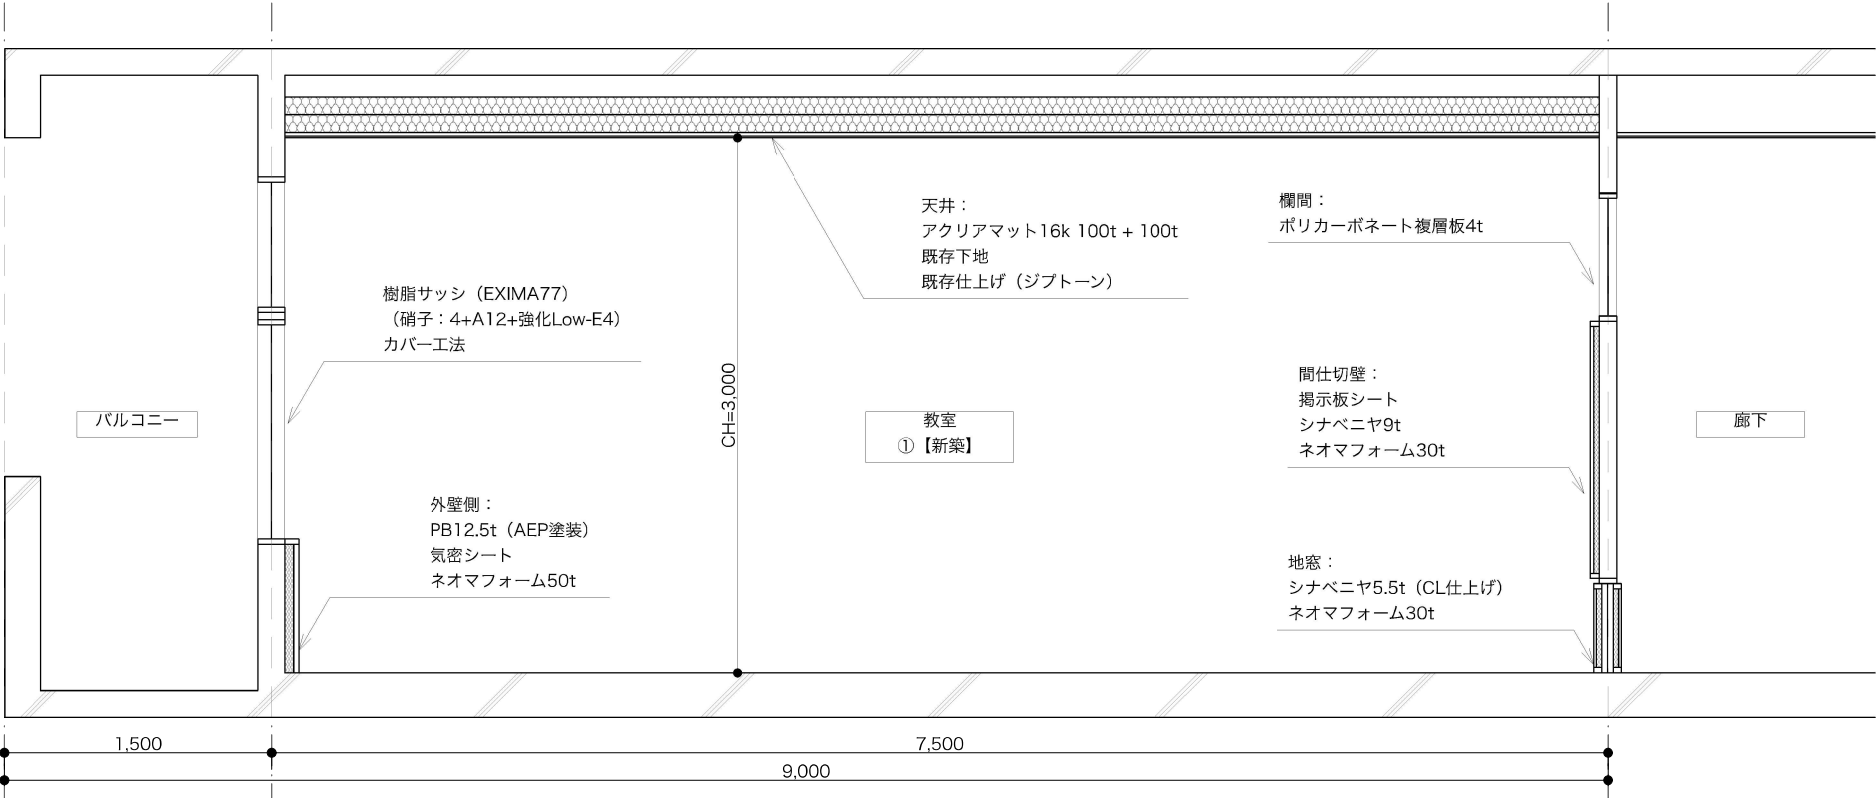 天井：
アクリアマット16k 100t + 100t
既存下地
既存仕上げ（ジプトーン）
欄間：
ポリカーボネート複層板4t
樹脂サッシ（EXIMA77）
（硝子：4+A12+強化Low-E4）
カバー工法
CH=3,000
間仕切壁：
掲示板シート
シナベニヤ9t
ネオマフォーム30t
バルコニー
教室
①【新築】
廊下
外壁側：
PB12.5t（AEP塗装）
気密シート
ネオマフォーム50t
地窓：
シナベニヤ5.5t（CL仕上げ）
ネオマフォーム30t
1,500
7,500
9,000